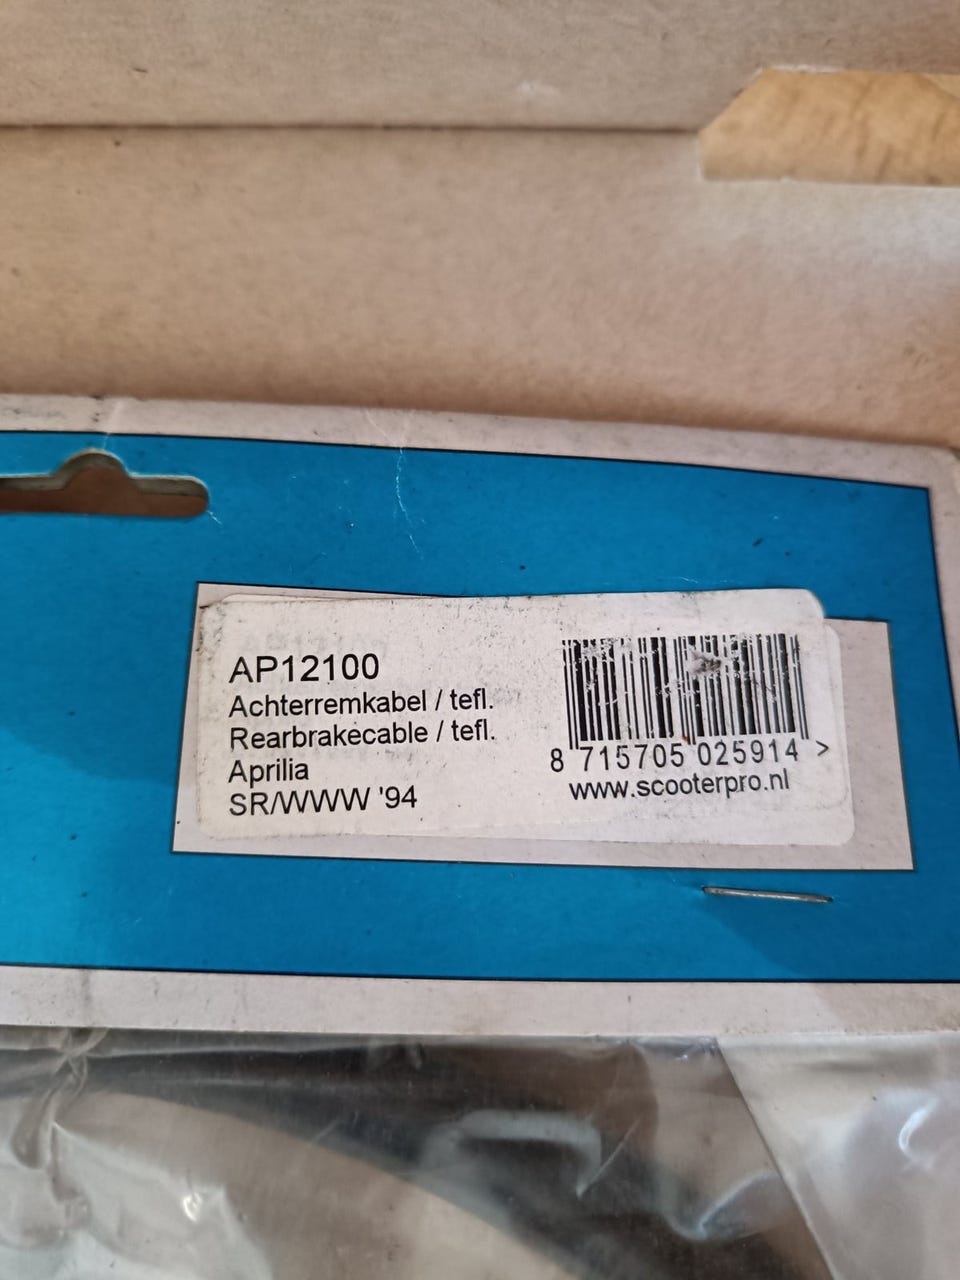 AP12100
Achterremkabel / tefl.
Rearbrakecable / tefl.
Aprilia
SR/WWW '94
8 715705 025914 >
www.scooterpro.nl